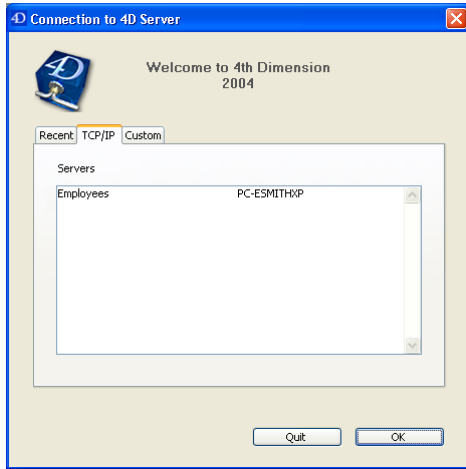 4D Connection to 4D Server
4D
Welcome to 4th Dimension
2004
Recent TCP/IP Custom
Servers
Employees PC-ESMITHXP
Quit OK